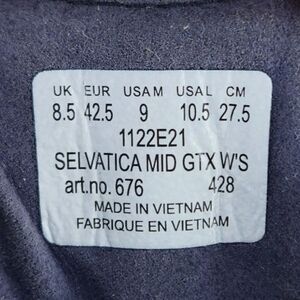 UK EUR USA M USA L CM
8.5 42.5 9 10.5 27.5
1122E21
SELVATICA MID GTX W'S
art.no. 676 428
MADE IN VIETNAM
FABRIQUE EN VIETNAM